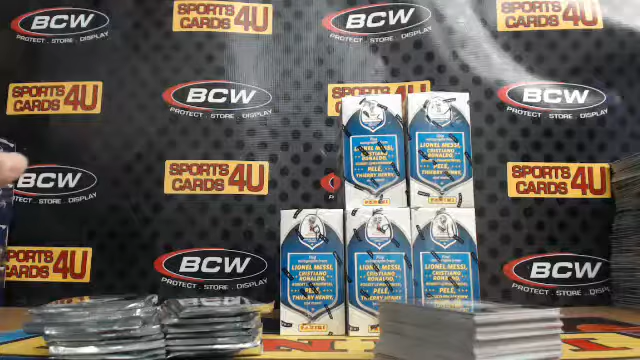 BCW
PROTECT . STORE . DISPLAY
SPORTS
CARDS 4U
BCW
PROTECT . STORE . DISPLAY
SPORTS
CARDS 4U
SPORTS
CARDS 4U
BCW
PROTECT . STORE . DISPLAY
SPORTS
CARDS 4U
BCW
PROTECT . STORE . DISPLAY
BCW
PROTECT . STORE . DISPLAY
SPORTS
CARDS 4U
SPORTS
CARDS 4U
SPORTS
CARDS 4U
BCW
PROTECT . STORE . DISPLAY
BCW
PROTECT . STORE . DISPLAY
LIONEL MESSI,
CRISTIANO
RONALDO,
PELÉ,
THIERRY HENRY,
PANINI
LIONEL MESSI,
CRISTIANO
RONALDO,
PELÉ,
THIERRY HENRY,
PANINI
LIONEL MESSI,
CRISTIANO
RONALDO,
PELÉ,
THIERRY HENRY,
PANINI
LIONEL MESSI,
CRISTIANO
RONALDO,
PELÉ,
THIERRY HENRY,
PANINI
LIONEL MESSI,
CRISTIANO
RONALDO,
PELÉ,
THIERRY HENRY,